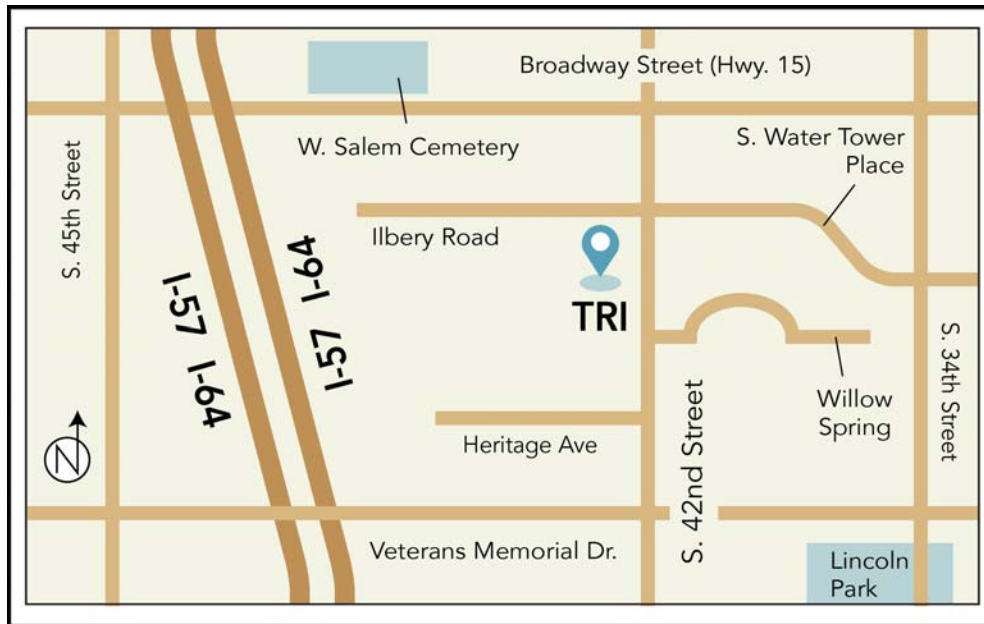 Broadway Street (Hwy. 15)
W. Salem Cemetery
S. Water Tower
Place
S. 45th Street
Ilbery Road
TRI
I-57 I-64
I-57 I-64
S. 34th Street
Willow
Spring
Heritage Ave
S. 42nd Street
N
Veterans Memorial Dr.
Lincoln
Park